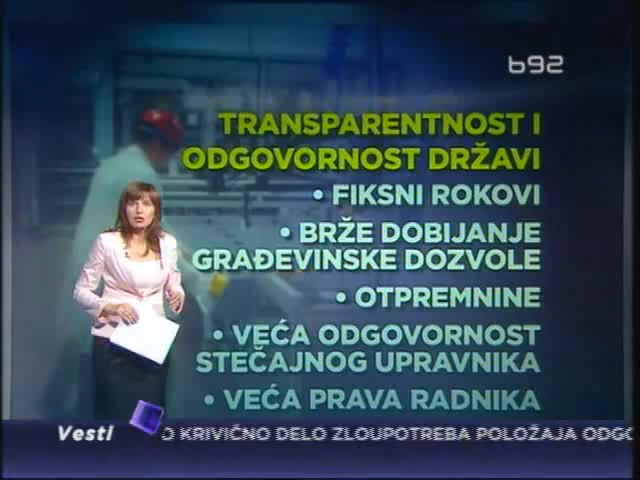 b92
TRANSPARENTNOST I
ODGOVORNOST DRŽAVI
• FIKSNI ROKOVI
• BRŽE DOBIJANJE
GRAĐEVINSKE DOZVOLE
• OTPREMNINE
• VEĆA ODGOVORNOST
STEČAJNOG UPRAVNIKA
• VEĆA PRAVA RADNIKA
Vesti
O KRIVIČNO DELO ZLOUPOTREBA POLOŽAJA ODGO